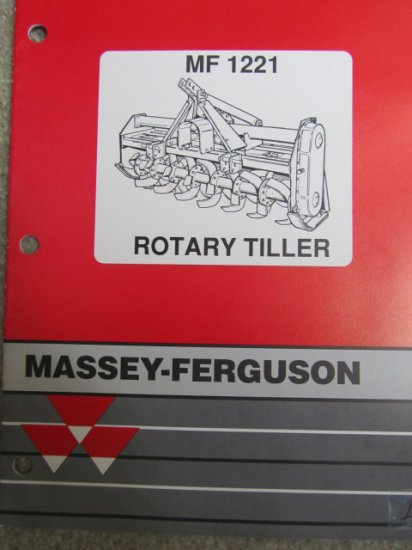 MF 1221
ROTARY TILLER
MASSEY-FERGUSON